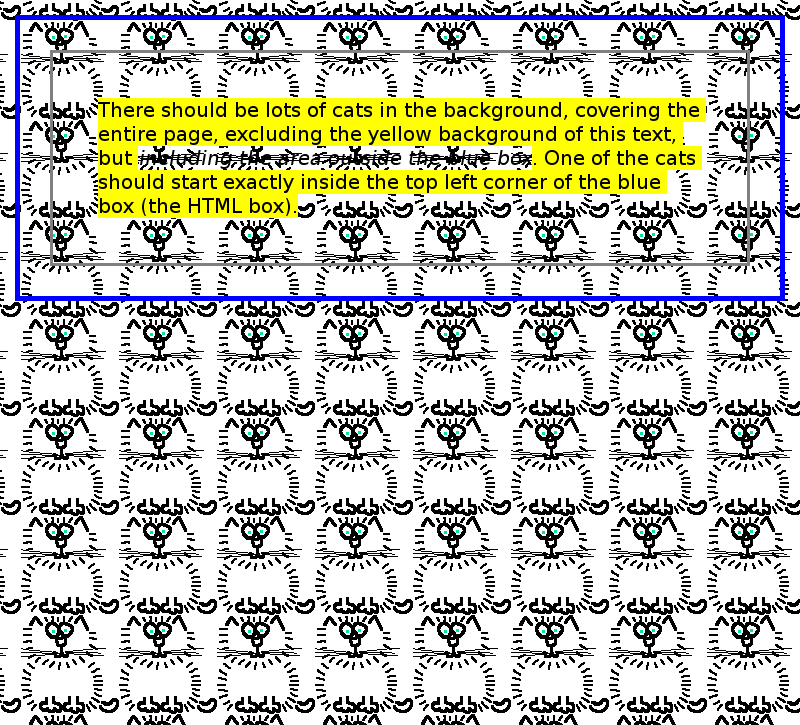 There should be lots of cats in the background, covering the
entire page, excluding the yellow background of this text,
but including the area outside the blue box. One of the cats
should start exactly inside the top left corner of the blue
box (the HTML box).